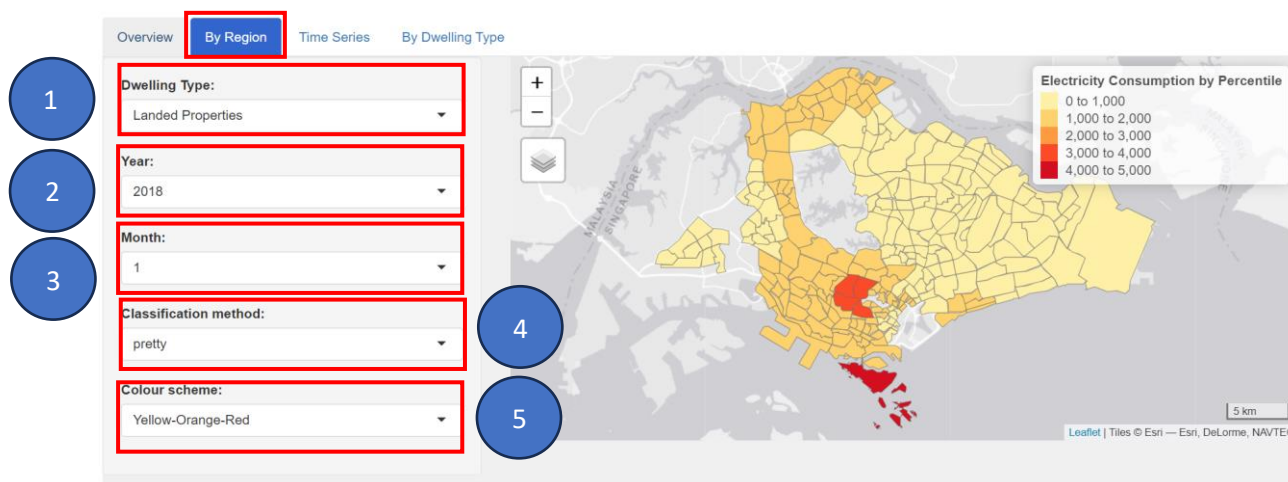 Overview By Region Time Series By Dwelling Type
1
Dwelling Type:
Landed Properties
2
Year:
2018
3
Month:
1
4
Classification method:
pretty
5
Colour scheme:
Yellow-Orange-Red
+
−
MALAYSIA
SINGAPORE
Electricity Consumption by Percentile
0 to 1,000
1,000 to 2,000
2,000 to 3,000
3,000 to 4,000
4,000 to 5,000
5 km
Leaflet | Tiles © Esri — Esri, DeLorme, NAVTEQ